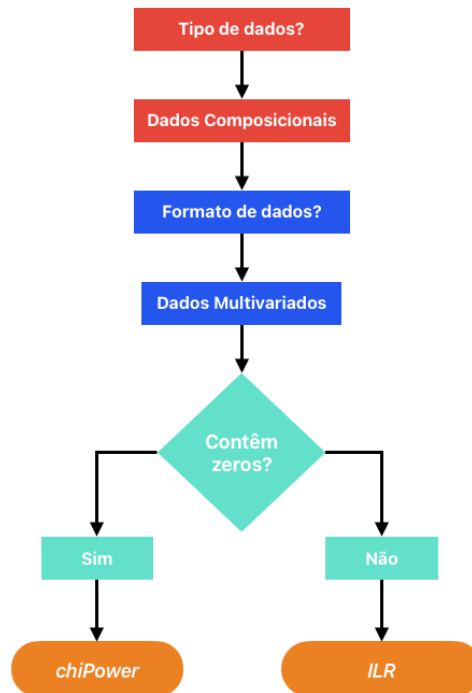 Tipo de dados?
Dados Composicionais
Formato de dados?
Dados Multivariados
Contêm
zeros?
Sim
Não
chiPower
ILR